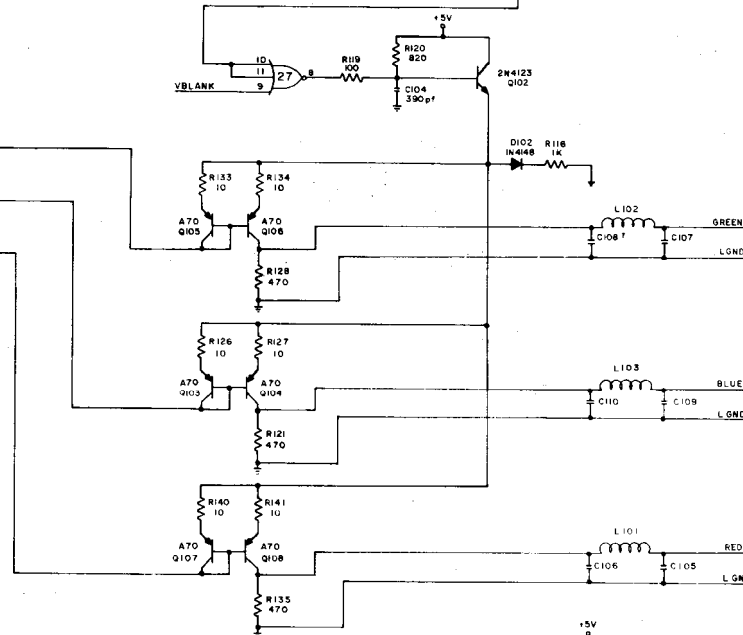 +5V
R120
820
R119
100
10
11
27
8
VBLANK
9
C104
390pf
2N4123
Q102
D102
1N4148
R118
1K
R133
10
R134
10
A70
Q105
A70
Q106
L102
GREEN
C108
C107
LGND
R128
470
R126
10
R127
10
A70
Q103
A70
Q104
L103
BLUE
C110
C109
LGND
R121
470
R140
10
R141
10
A70
Q107
A70
Q108
L101
RED
C106
C105
LGN
R135
470
+5V